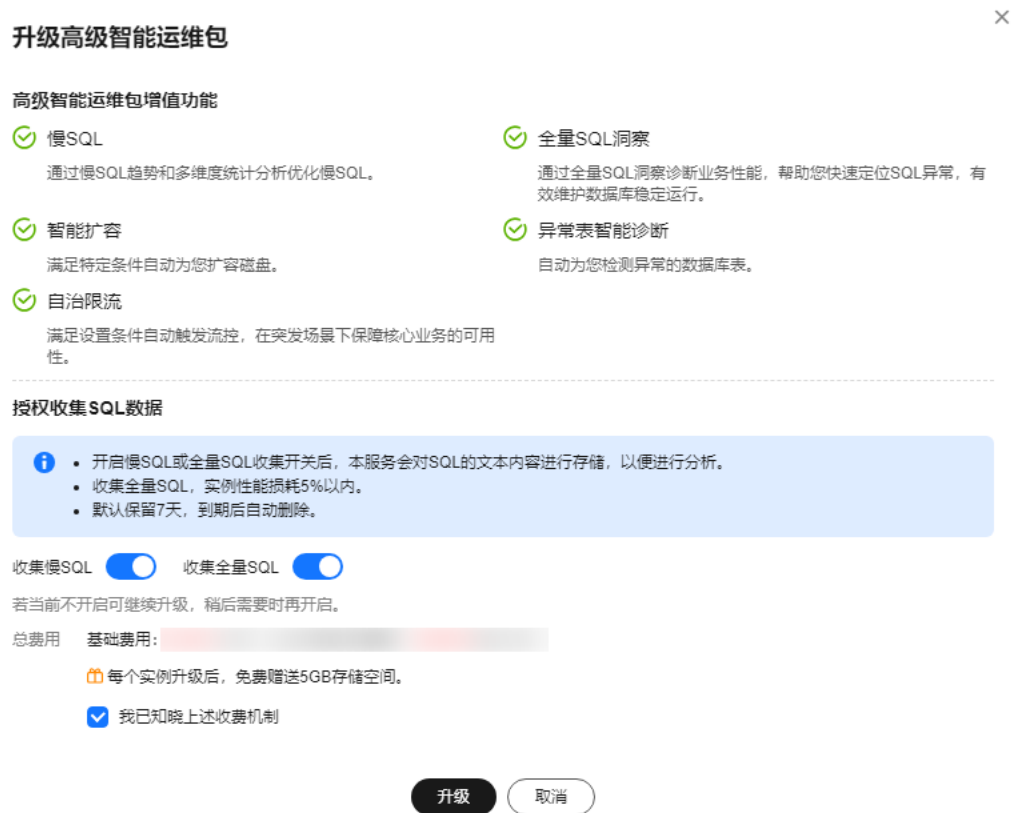 升级高级智能运维包
高级智能运维包增值功能
慢SQL
通过慢SQL趋势和多维度统计分析优化慢SQL。
全量SQL洞察
通过全量SQL洞察诊断业务性能，帮助您快速定位SQL异常，有
效维护数据库稳定运行。
智能扩容
满足特定条件自动为您扩容磁盘。
异常表智能诊断
自动为您检测异常的数据库表。
自治限流
满足设置条件自动触发流控，在突发场景下保障核心业务的可用
性。
授权收集SQL数据
开启慢SQL或全量SQL收集开关后，本服务会对SQL的文本内容进行存储，以便进行分析。
收集全量SQL，实例性能损耗5%以内。
默认保留7天，到期后自动删除。
收集慢SQL 收集全量SQL
若当前不开启可继续升级，稍后需要时再开启。
总费用 基础费用：
每个实例升级后，免费赠送5GB存储空间。
我已知晓上述收费机制
升级 取消